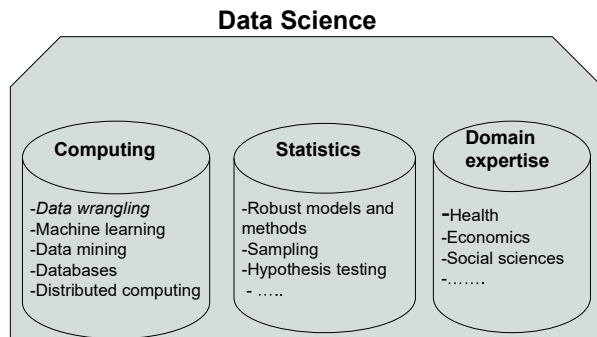 Data Science
Computing
-Data wrangling
-Machine learning
-Data mining
-Databases
-Distributed computing
Statistics
-Robust models and
methods
-Sampling
-Hypothesis testing
- …..
Domain
expertise
-Health
-Economics
-Social sciences
-…….